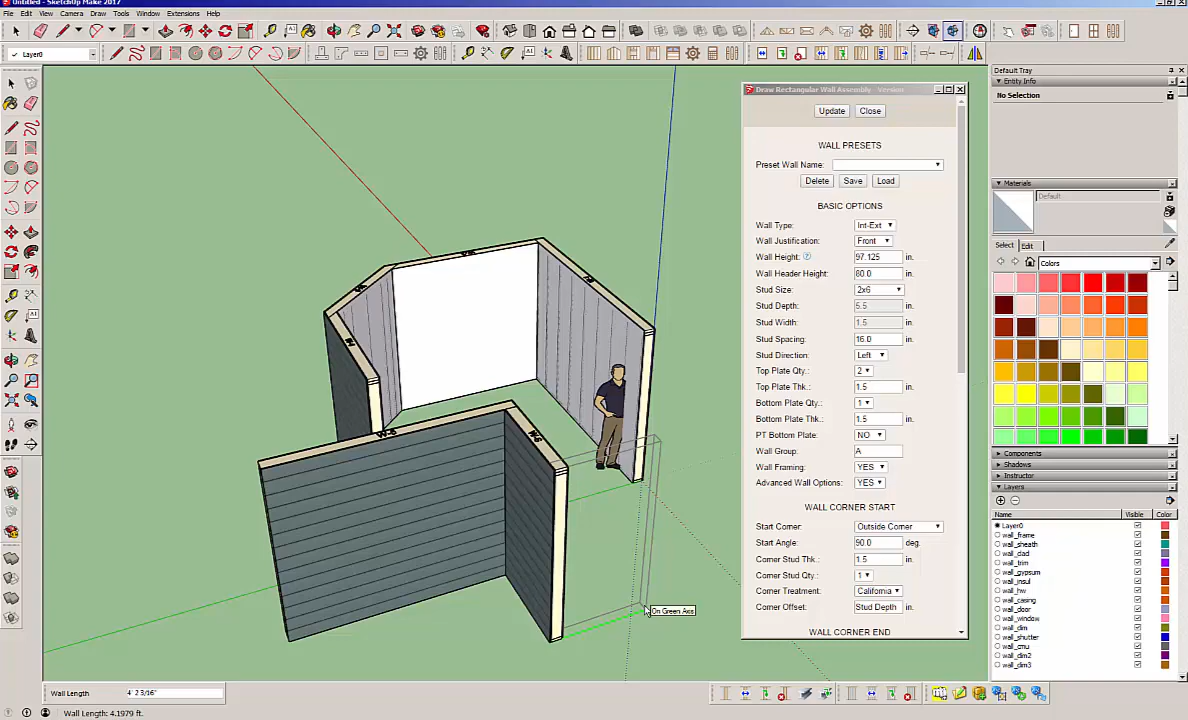 Untitled - SketchUp Make 2017
File Edit View Camera Draw Tools Window Extensions Help
Layer0
Draw Rectangular Wall Assembly - Version
Update Close
WALL PRESETS
Preset Wall Name:
Delete Save Load
BASIC OPTIONS
Wall Type: Int-Ext
Wall Justification: Front
Wall Height: 97.125 in.
Wall Header Height: 80.0 in.
Stud Size: 2x6
Stud Depth: 5.5 in.
Stud Width: 1.5 in.
Stud Spacing: 16.0 in.
Stud Direction: Left
Top Plate Qty.: 2
Top Plate Thk.: 1.5 in.
Bottom Plate Qty.: 1
Bottom Plate Thk.: 1.5 in.
PT Bottom Plate: NO
Wall Group: A
Wall Framing: YES
Advanced Wall Options: YES
WALL CORNER START
Start Corner: Outside Corner
Start Angle: 90.0 deg.
Corner Stud Thk.: 1.5 in.
Corner Stud Qty.: 1
Corner Treatment: California
Corner Offset: Stud Depth in.
WALL CORNER END
On Green Axis
Default Tray
Entity Info
No Selection
Materials
Default
Select Edit
Colors
Components
Shadows
Instructor
Layers
Name Visible Color
Layer0
wall_frame
wall_sheath
wall_clad
wall_trim
wall_gypsum
wall_insul
wall_hw
wall_casing
wall_door
wall_window
wall_dim
wall_shutter
wall_cmu
wall_dim2
wall_dim3
Wall Length 4' 2 3/16"
Wall Length: 4.1979 ft.